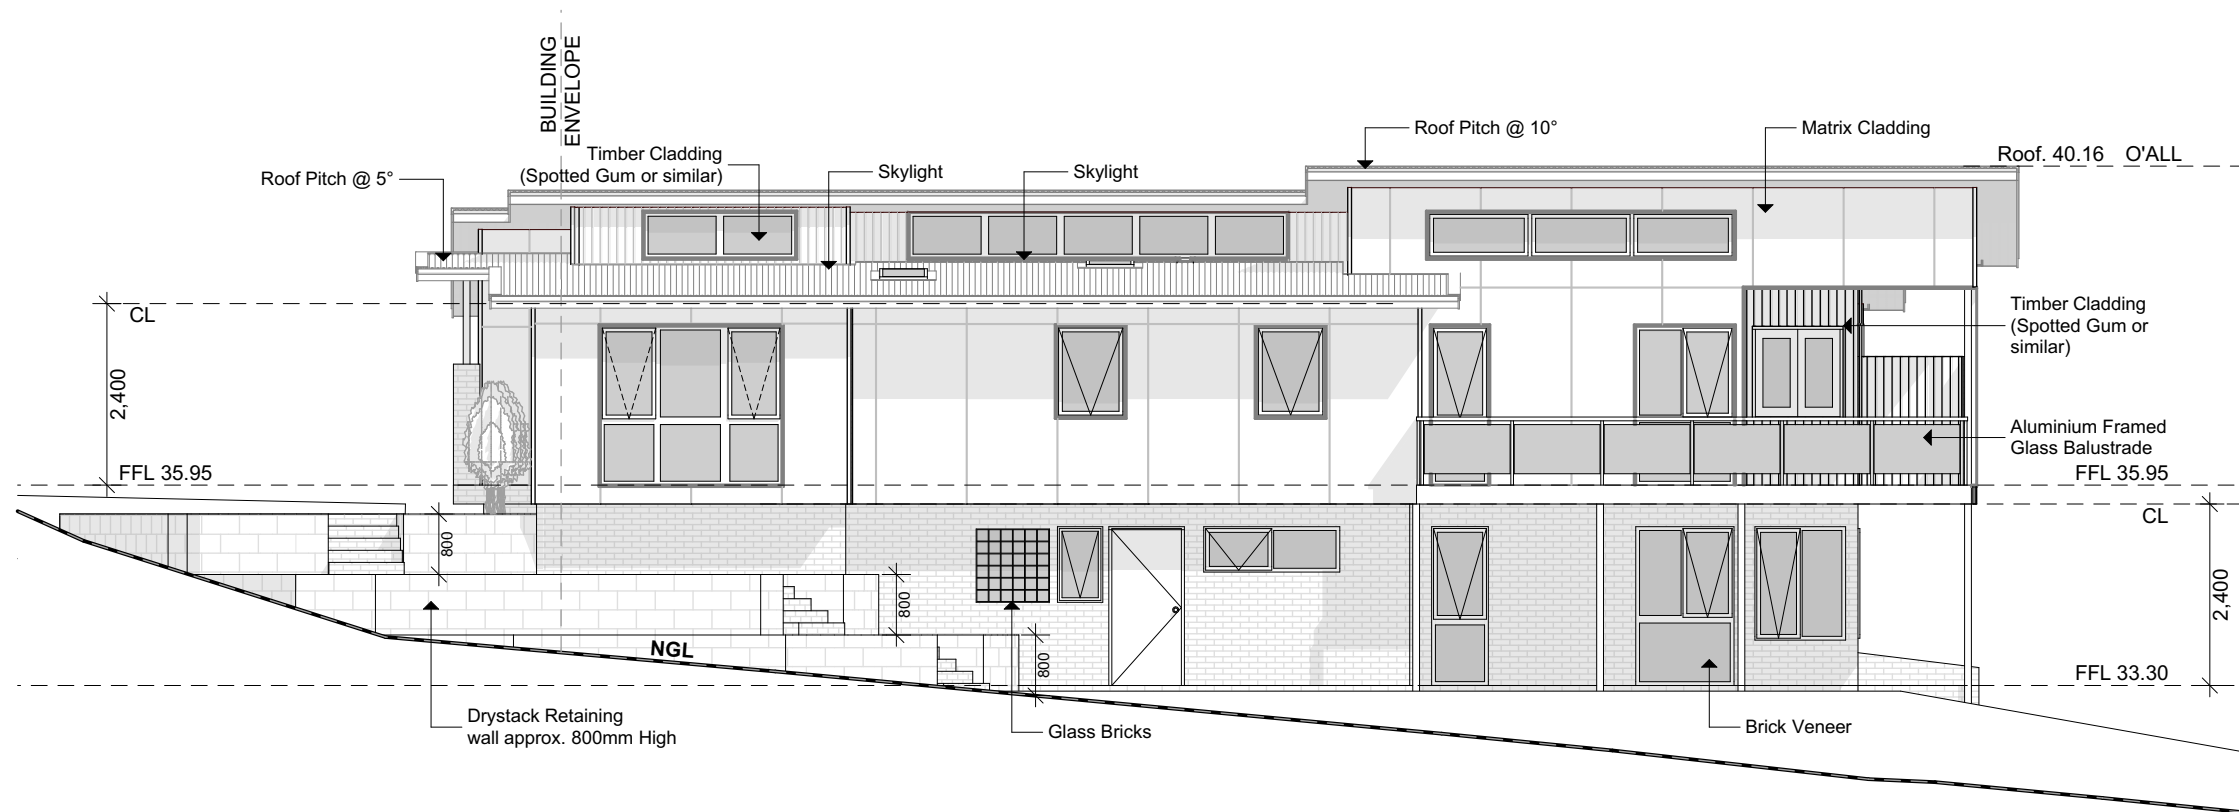 BUILDING
ENVELOPE
Roof Pitch @ 10°
Matrix Cladding
Timber Cladding
(Spotted Gum or similar)
Roof. 40.16 O'ALL
Roof Pitch @ 5°
Skylight
Skylight
CL
Timber Cladding
(Spotted Gum or
similar)
2,400
Aluminium Framed
Glass Balustrade
FFL 35.95
FFL 35.95
CL
800
800
2,400
NGL
800
FFL 33.30
Drystack Retaining
wall approx. 800mm High
Glass Bricks
Brick Veneer